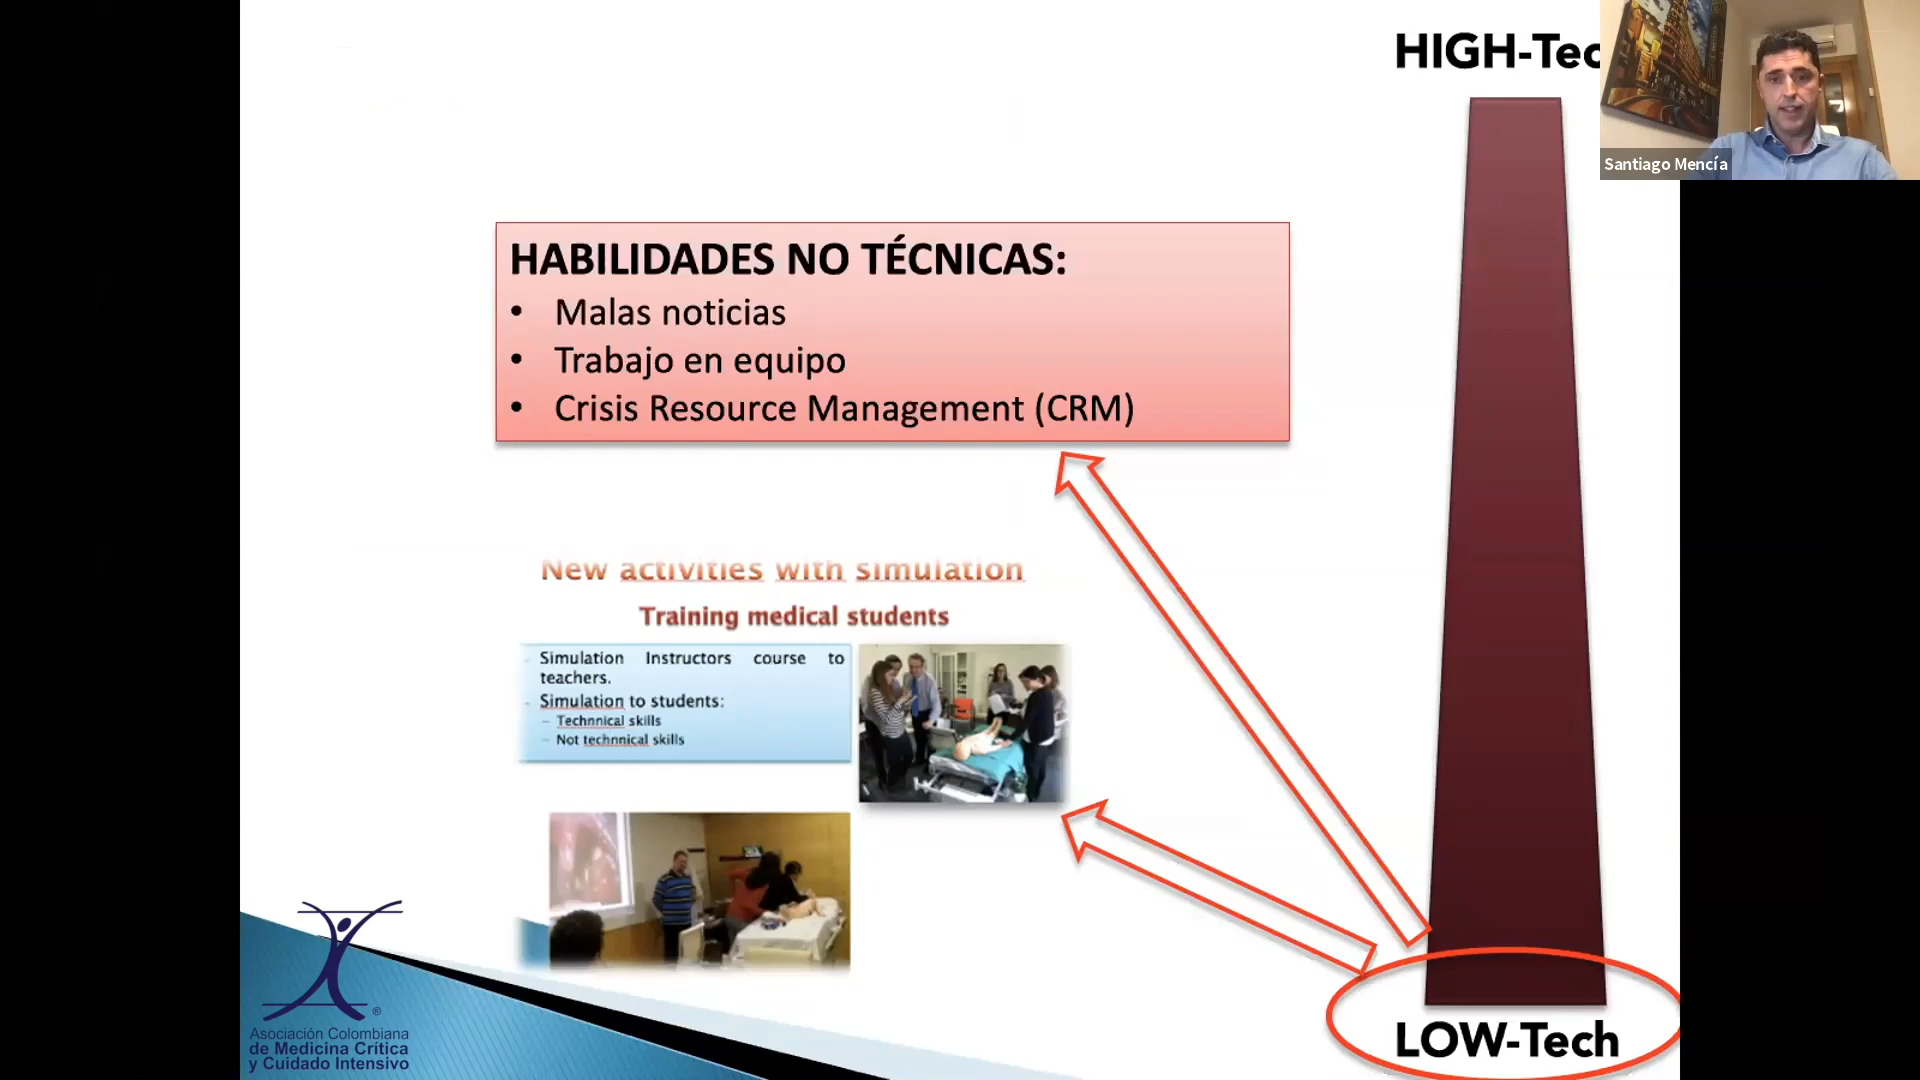 HIGH-Tec
Santiago Mencía
HABILIDADES NO TÉCNICAS:
• Malas noticias
• Trabajo en equipo
• Crisis Resource Management (CRM)
New activities with simulation
Training medical students
- Simulation Instructors course to
teachers.
- Simulation to students:
– Technnical skills
– Not technnical skills
LOW-Tech
®
Asociación Colombiana
de Medicina Crítica
y Cuidado Intensivo